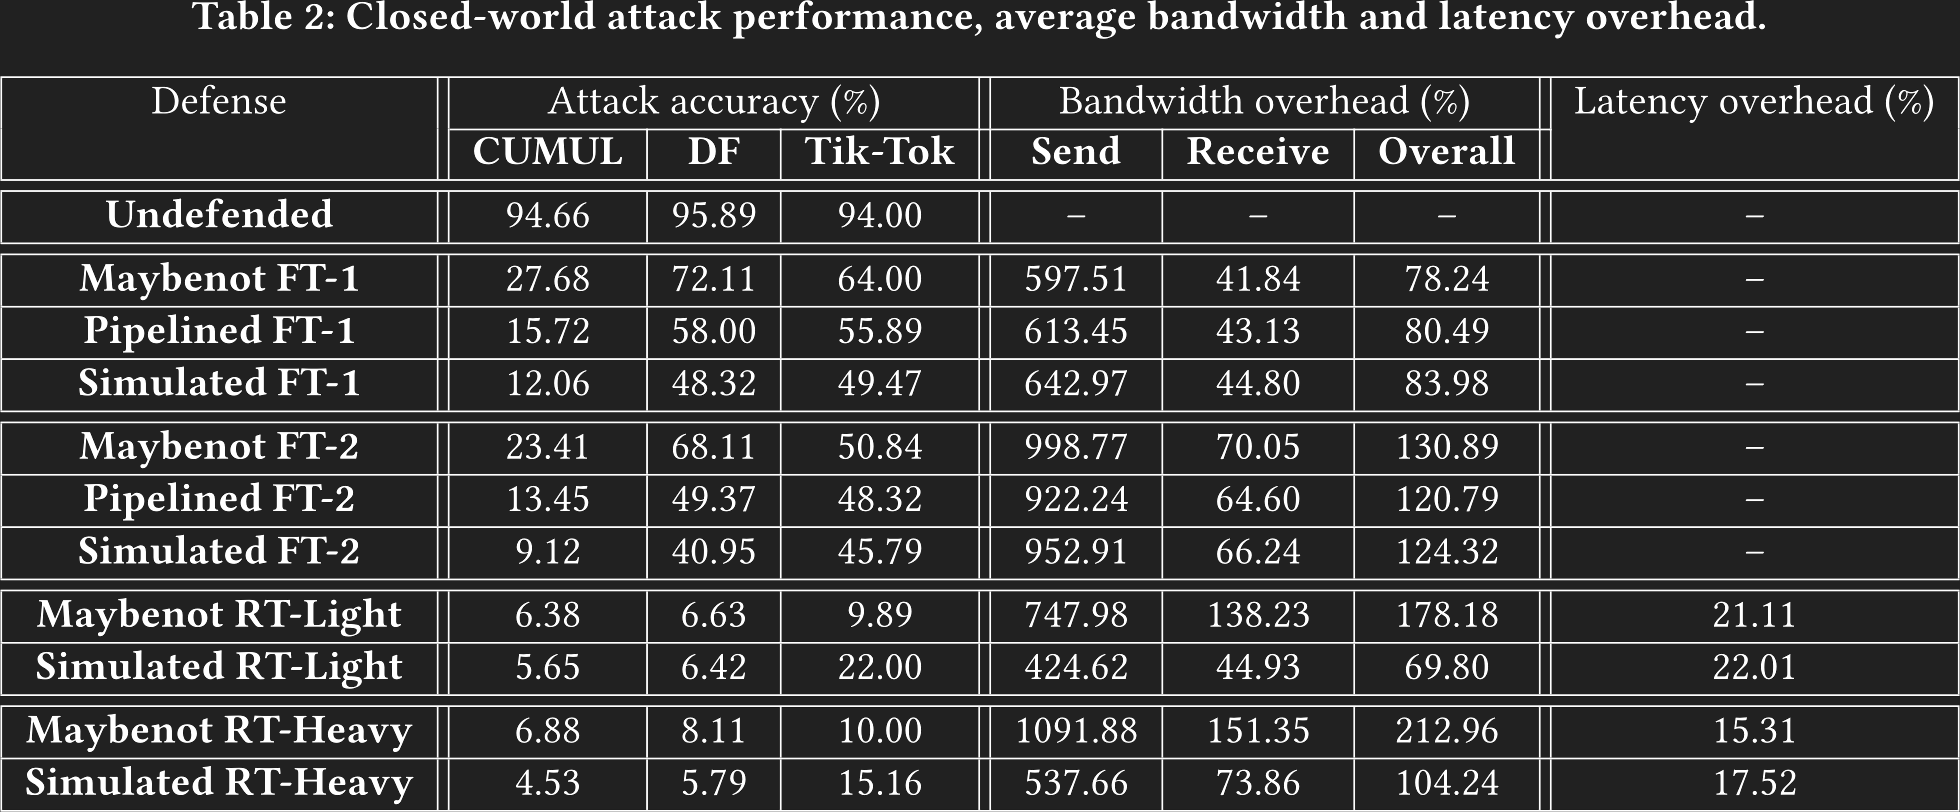 Table 2: Closed-world attack performance, average bandwidth and latency overhead.
Defense Attack accuracy (%) Bandwidth overhead (%) Latency overhead (%)
CUMUL DF Tik-Tok Send Receive Overall
Undefended 94.66 95.89 94.00 – – – –
Maybenot FT-1 27.68 72.11 64.00 597.51 41.84 78.24 –
Pipelined FT-1 15.72 58.00 55.89 613.45 43.13 80.49 –
Simulated FT-1 12.06 48.32 49.47 642.97 44.80 83.98 –
Maybenot FT-2 23.41 68.11 50.84 998.77 70.05 130.89 –
Pipelined FT-2 13.45 49.37 48.32 922.24 64.60 120.79 –
Simulated FT-2 9.12 40.95 45.79 952.91 66.24 124.32 –
Maybenot RT-Light 6.38 6.63 9.89 747.98 138.23 178.18 21.11
Simulated RT-Light 5.65 6.42 22.00 424.62 44.93 69.80 22.01
Maybenot RT-Heavy 6.88 8.11 10.00 1091.88 151.35 212.96 15.31
Simulated RT-Heavy 4.53 5.79 15.16 537.66 73.86 104.24 17.52